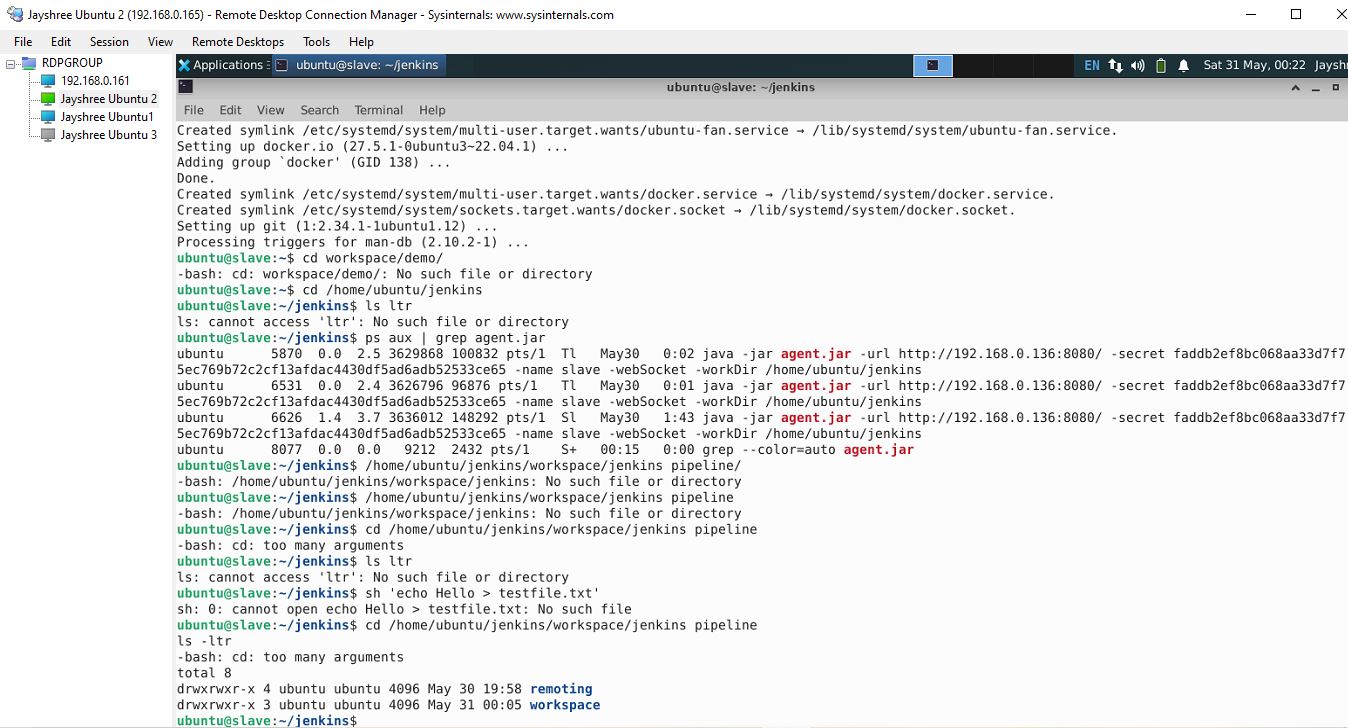 Jayshree Ubuntu 2 (192.168.0.165) - Remote Desktop Connection Manager - Sysinternals: www.sysinternals.com
File Edit Session View Remote Desktops Tools Help
RDPGROUP
192.168.0.161
Jayshree Ubuntu 2
Jayshree Ubuntu1
Jayshree Ubuntu 3
Applications ubuntu@slave: ~/jenkins EN Sat 31 May, 00:22 Jaysh
ubuntu@slave: ~/jenkins
File Edit View Search Terminal Help
Created symlink /etc/systemd/system/multi-user.target.wants/ubuntu-fan.service → /lib/systemd/system/ubuntu-fan.service.
Setting up docker.io (27.5.1-0ubuntu3~22.04.1) ...
Adding group `docker' (GID 138) ...
Done.
Created symlink /etc/systemd/system/multi-user.target.wants/docker.service → /lib/systemd/system/docker.service.
Created symlink /etc/systemd/system/sockets.target.wants/docker.socket → /lib/systemd/system/docker.socket.
Setting up git (1:2.34.1-1ubuntu1.12) ...
Processing triggers for man-db (2.10.2-1) ...
ubuntu@slave:~$ cd workspace/demo/
-bash: cd: workspace/demo/: No such file or directory
ubuntu@slave:~$ cd /home/ubuntu/jenkins
ubuntu@slave:~/jenkins$ ls ltr
ls: cannot access 'ltr': No such file or directory
ubuntu@slave:~/jenkins$ ps aux | grep agent.jar
ubuntu 5870 0.0 2.5 3629868 100832 pts/1 Tl May30 0:02 java -jar agent.jar -url http://192.168.0.136:8080/ -secret faddb2ef8bc068aa33d7f7
5ec769b72c2cf13afdac4430df5ad6adb52533ce65 -name slave -webSocket -workDir /home/ubuntu/jenkins
ubuntu 6531 0.0 2.4 3626796 96876 pts/1 Tl May30 0:01 java -jar agent.jar -url http://192.168.0.136:8080/ -secret faddb2ef8bc068aa33d7f7
5ec769b72c2cf13afdac4430df5ad6adb52533ce65 -name slave -webSocket -workDir /home/ubuntu/jenkins
ubuntu 6626 1.4 3.7 3636012 148292 pts/1 Sl May30 1:43 java -jar agent.jar -url http://192.168.0.136:8080/ -secret faddb2ef8bc068aa33d7f7
5ec769b72c2cf13afdac4430df5ad6adb52533ce65 -name slave -webSocket -workDir /home/ubuntu/jenkins
ubuntu 8077 0.0 0.0 9212 2432 pts/1 S+ 00:15 0:00 grep --color=auto agent.jar
ubuntu@slave:~/jenkins$ /home/ubuntu/jenkins/workspace/jenkins pipeline/
-bash: /home/ubuntu/jenkins/workspace/jenkins: No such file or directory
ubuntu@slave:~/jenkins$ /home/ubuntu/jenkins/workspace/jenkins pipeline
-bash: /home/ubuntu/jenkins/workspace/jenkins: No such file or directory
ubuntu@slave:~/jenkins$ cd /home/ubuntu/jenkins/workspace/jenkins pipeline
-bash: cd: too many arguments
ubuntu@slave:~/jenkins$ ls ltr
ls: cannot access 'ltr': No such file or directory
ubuntu@slave:~/jenkins$ sh 'echo Hello > testfile.txt'
sh: 0: cannot open echo Hello > testfile.txt: No such file
ubuntu@slave:~/jenkins$ cd /home/ubuntu/jenkins/workspace/jenkins pipeline
ls -ltr
-bash: cd: too many arguments
total 8
drwxrwxr-x 4 ubuntu ubuntu 4096 May 30 19:58 remoting
drwxrwxr-x 3 ubuntu ubuntu 4096 May 31 00:05 workspace
ubuntu@slave:~/jenkins$